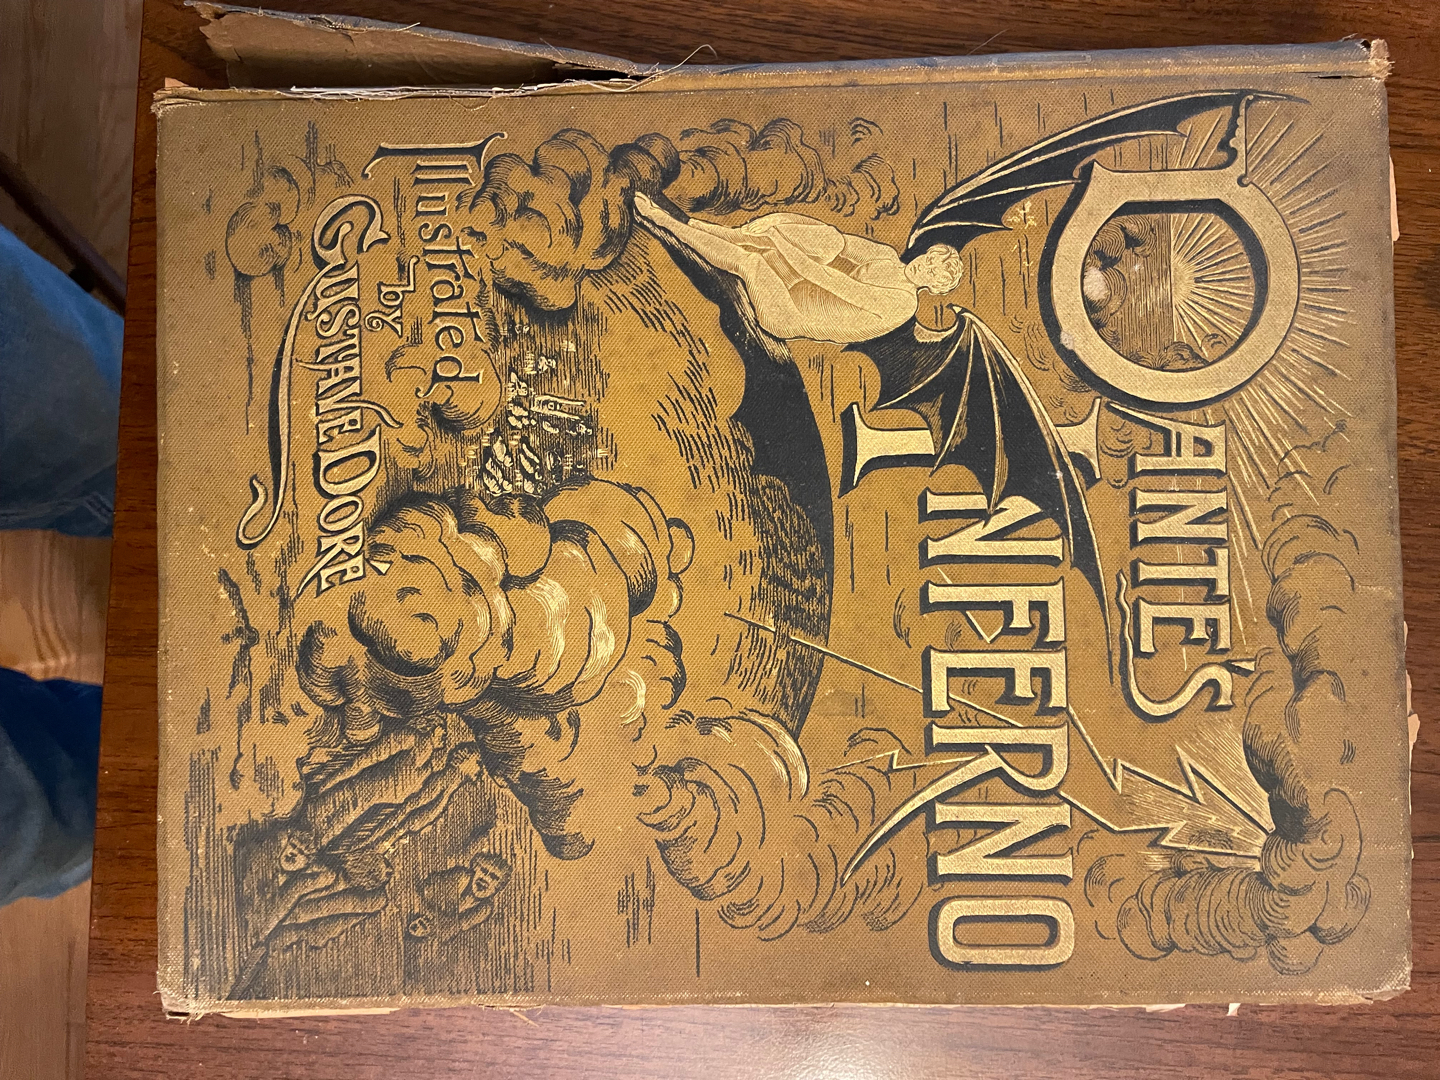 DANTE'S
INFERNO
Illustrated
by
GUSTAVE DORÉ